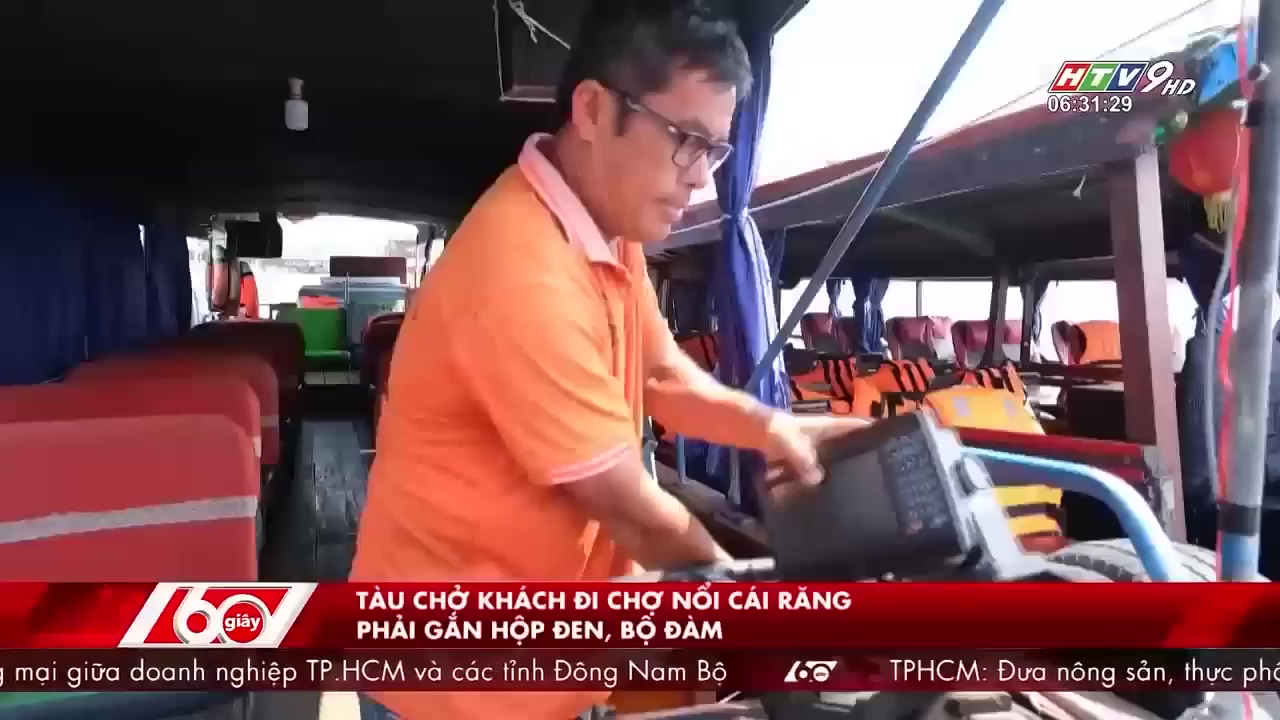 HTV9HD
06:31:29
60 giây
TÀU CHỞ KHÁCH ĐI CHỢ NỔI CÁI RĂNG
PHẢI GẮN HỘP ĐEN, BỘ ĐÀM
mại giữa doanh nghiệp TP.HCM và các tỉnh Đông Nam Bộ 60 TPHCM: Đưa nông sản, thực